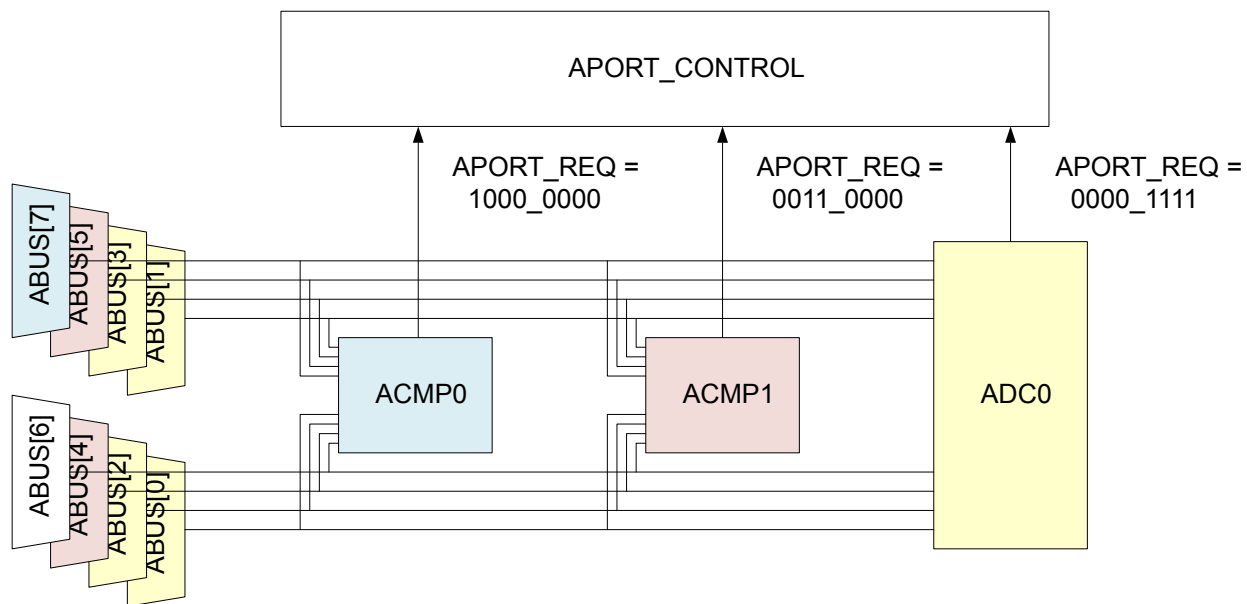 APORT_CONTROL
APORT_REQ =
1000_0000
APORT_REQ =
0011_0000
APORT_REQ =
0000_1111
ABUS[7]
ABUS[5]
ABUS[3]
ABUS[1]
ACMP0
ACMP1
ADC0
ABUS[6]
ABUS[4]
ABUS[2]
ABUS[0]